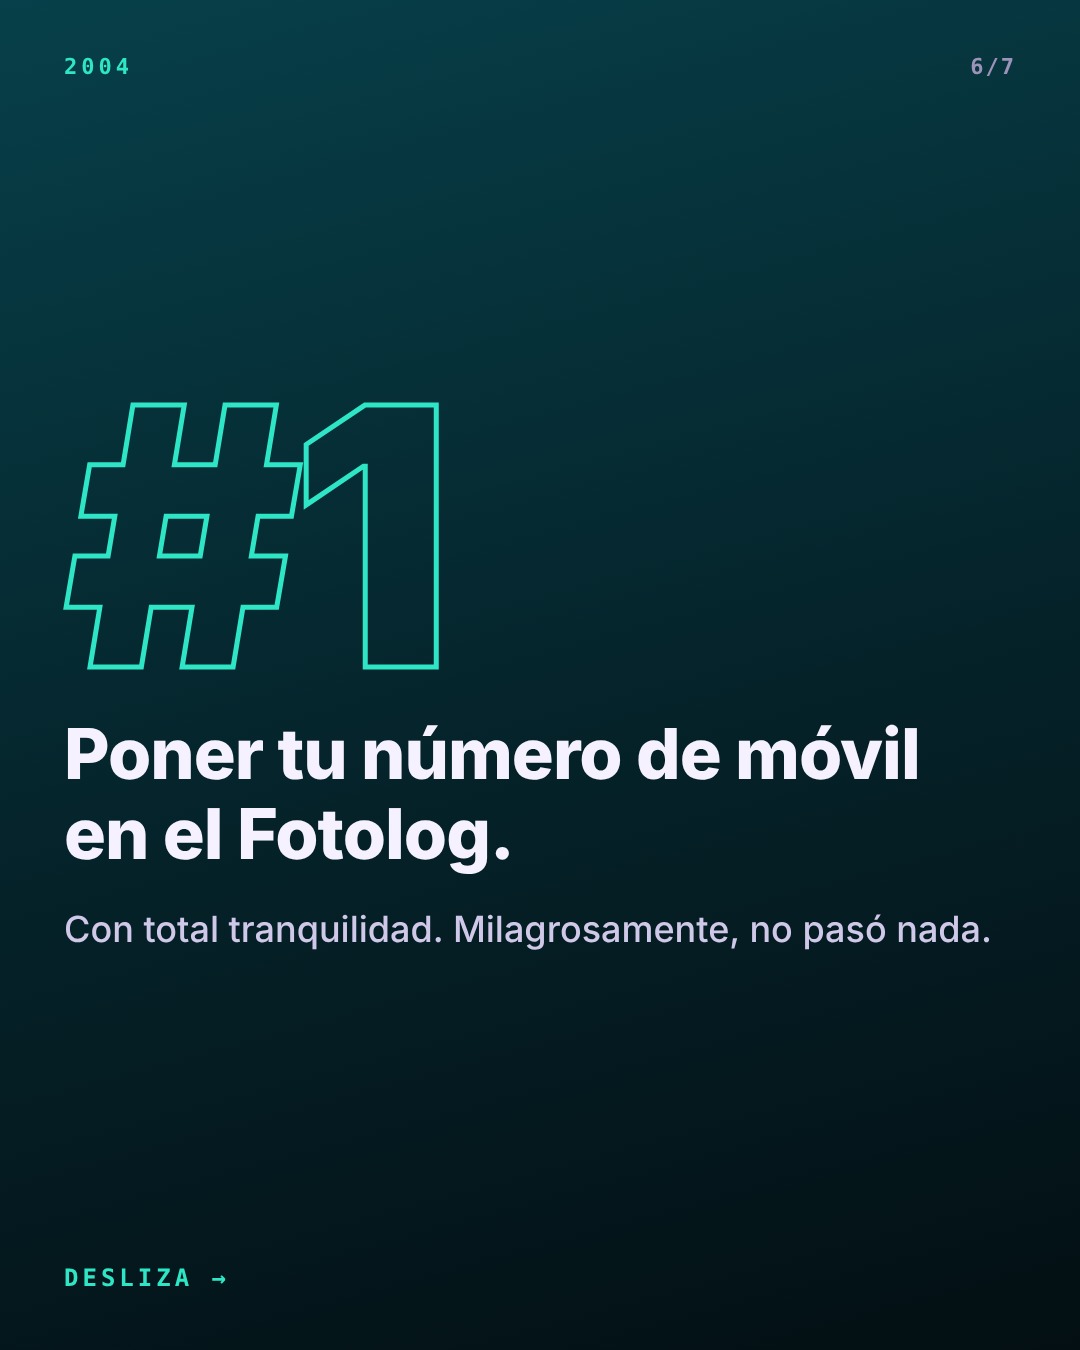 2004
6/7
#1
Poner tu número de móvil
en el Fotolog.
Con total tranquilidad. Milagrosamente, no pasó nada.
DESLIZA →